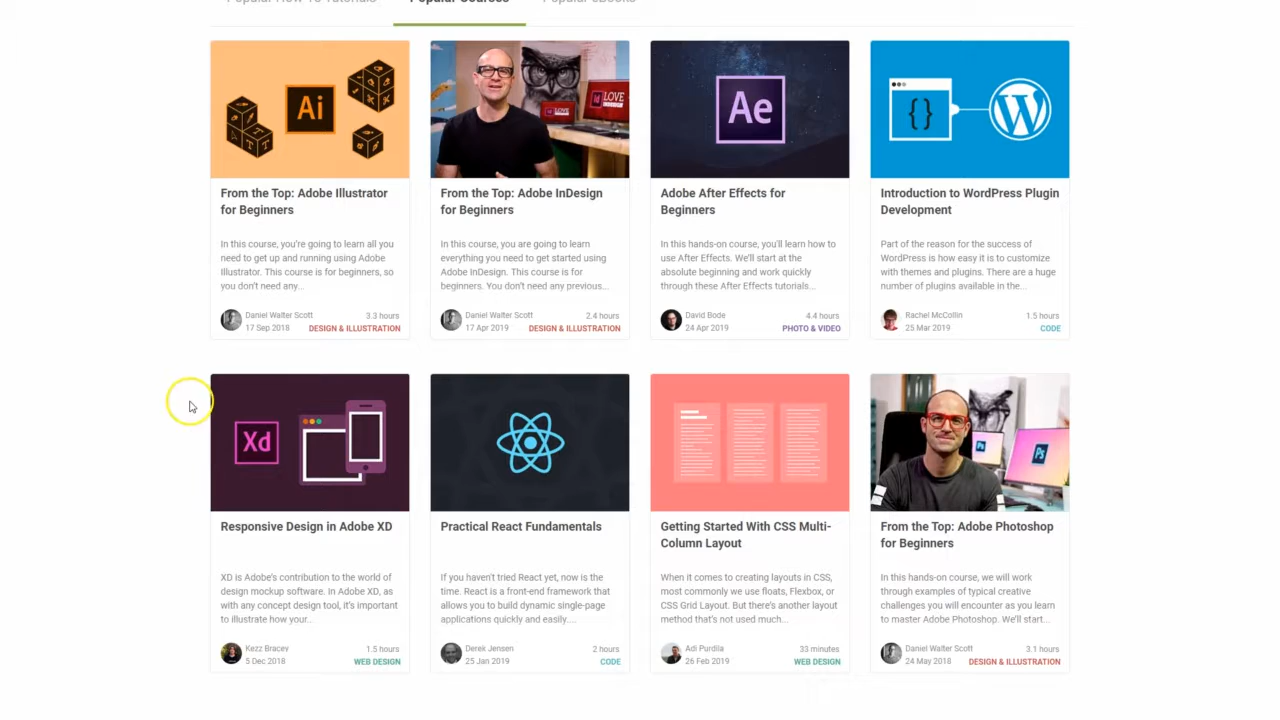 Popular How-To Tutorials
Popular Courses
Popular eBooks
Ai
LOVE
Ae
From the Top: Adobe Illustrator
for Beginners
In this course, you're going to learn all you
need to get up and running using Adobe
Illustrator. This course is for beginners, so
you don't need any...
Daniel Walter Scott
3.3 hours
17 Sep 2018
DESIGN & ILLUSTRATION
From the Top: Adobe InDesign
for Beginners
In this course, you are going to learn
everything you need to get started using
Adobe InDesign. This course is for
beginners. You don't need any previous...
Daniel Walter Scott
2.4 hours
17 Apr 2019
DESIGN & ILLUSTRATION
Adobe After Effects for
Beginners
In this hands-on course, you'll learn how to
use After Effects. We'll start at the
absolute beginning and work quickly
through these After Effects tutorials...
David Bode
4.4 hours
24 Apr 2019
PHOTO & VIDEO
{}
W
Introduction to WordPress Plugin
Development
Part of the reason for the success of
WordPress is how easy it is to customize
with themes and plugins. There are a huge
number of plugins available in the...
Rachel McCollin
1.5 hours
25 Mar 2019
CODE
Xd
Responsive Design in Adobe XD
XD is Adobe's contribution to the world of
design mockup software. In Adobe XD, as
with any concept design tool, it's important
to illustrate how your...
Kezz Bracey
1.5 hours
5 Dec 2018
WEB DESIGN
Practical React Fundamentals
If you haven't tried React yet, now is the
time. React is a front-end framework that
allows you to build dynamic single-page
applications quickly and easily....
Derek Jensen
2 hours
25 Jan 2019
CODE
Getting Started With CSS Multi-
Column Layout
When it comes to creating layouts in CSS,
most commonly we use floats, Flexbox, or
CSS Grid Layout. But there's another layout
method that's not used much...
Adi Purdila
33 minutes
26 Feb 2019
WEB DESIGN
Ps
Ps
From the Top: Adobe Photoshop
for Beginners
In this hands-on course, we will work
through examples of typical creative
challenges you will encounter as you learn
to master Adobe Photoshop. We'll start...
Daniel Walter Scott
3.1 hours
24 May 2018
DESIGN & ILLUSTRATION